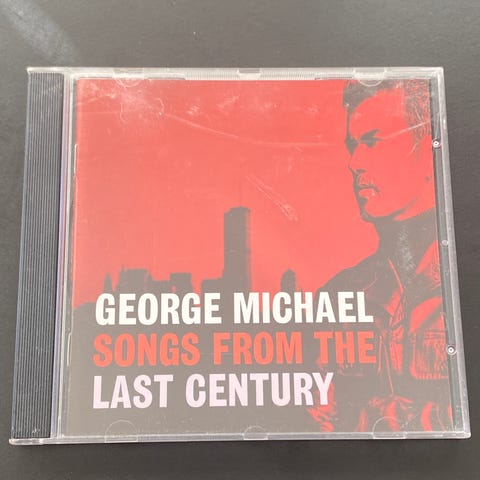 GEORGE MICHAEL
SONGS FROM THE
LAST CENTURY